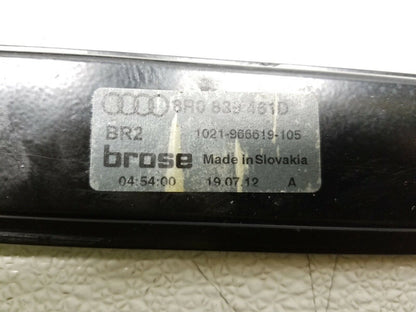 8R0 839 461D
BR2 1021-966619-105
brose Made in Slovakia
04:54:00 19.07.12 A